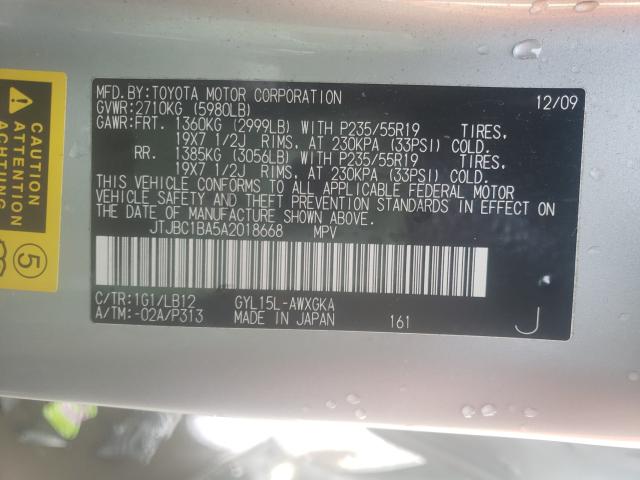 MFD. BY: TOYOTA MOTOR CORPORATION 12/09
GVWR: 2710KG (5980LB)
GAWR: FRT. 1360KG (2999LB) WITH P235/55R19 TIRES,
19X7 1/2J RIMS, AT 230KPA (33PSI) COLD.
RR. 1385KG (3056LB) WITH P235/55R19 TIRES,
19X7 1/2J RIMS, AT 230KPA (33PSI) COLD.
THIS VEHICLE CONFORMS TO ALL APPLICABLE FEDERAL MOTOR
VEHICLE SAFETY AND THEFT PREVENTION STANDARDS IN EFFECT ON
THE DATE OF MANUFACTURE SHOWN ABOVE.
JTJBC1BA5A2018668 MPV
C/TR: 1G1/LB12 GYL15L-AWXGKA
A/TM: -02A/P313 MADE IN JAPAN 161 J
CAUTION
ATTENTION
5